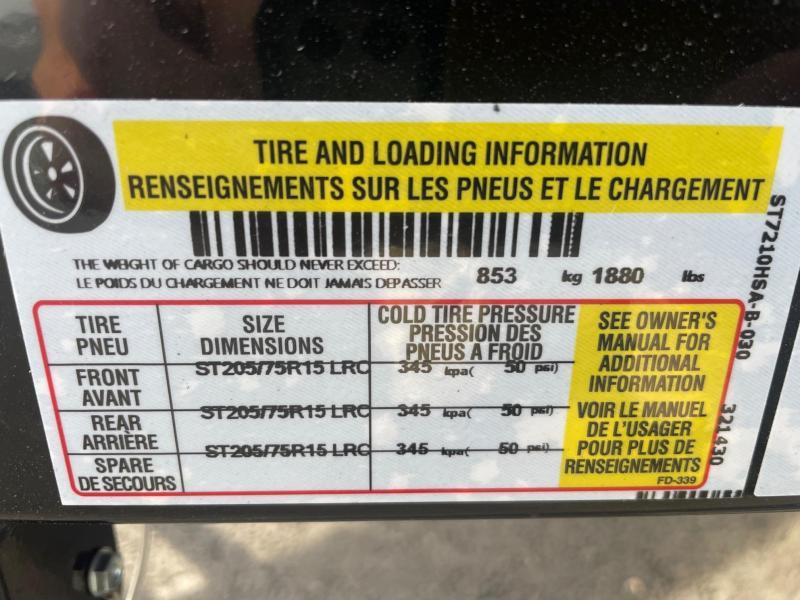 TIRE AND LOADING INFORMATION
RENSEIGNEMENTS SUR LES PNEUS ET LE CHARGEMENT
THE WEIGHT OF CARGO SHOULD NEVER EXCEED:
LE POIDS DU CHARGEMENT NE DOIT JAMAIS DEPASSER
853 kg 1880 lbs
TIRE
PNEU
SIZE
DIMENSIONS
COLD TIRE PRESSURE
PRESSION DES
PNEUS A FROID
FRONT
AVANT
ST205/75R15 LRC 345 kpa( 50 psi)
REAR
ARRIÈRE
ST205/75R15 LRC 345 kpa( 50 psi)
SPARE
DE SECOURS
ST205/75R15 LRC 345 kpa( 50 psi)
SEE OWNER'S
MANUAL FOR
ADDITIONAL
INFORMATION
VOIR LE MANUEL
DE L'USAGER
POUR PLUS DE
RENSEIGNEMENTS
FD-339
ST7210HSA-B-030
321430